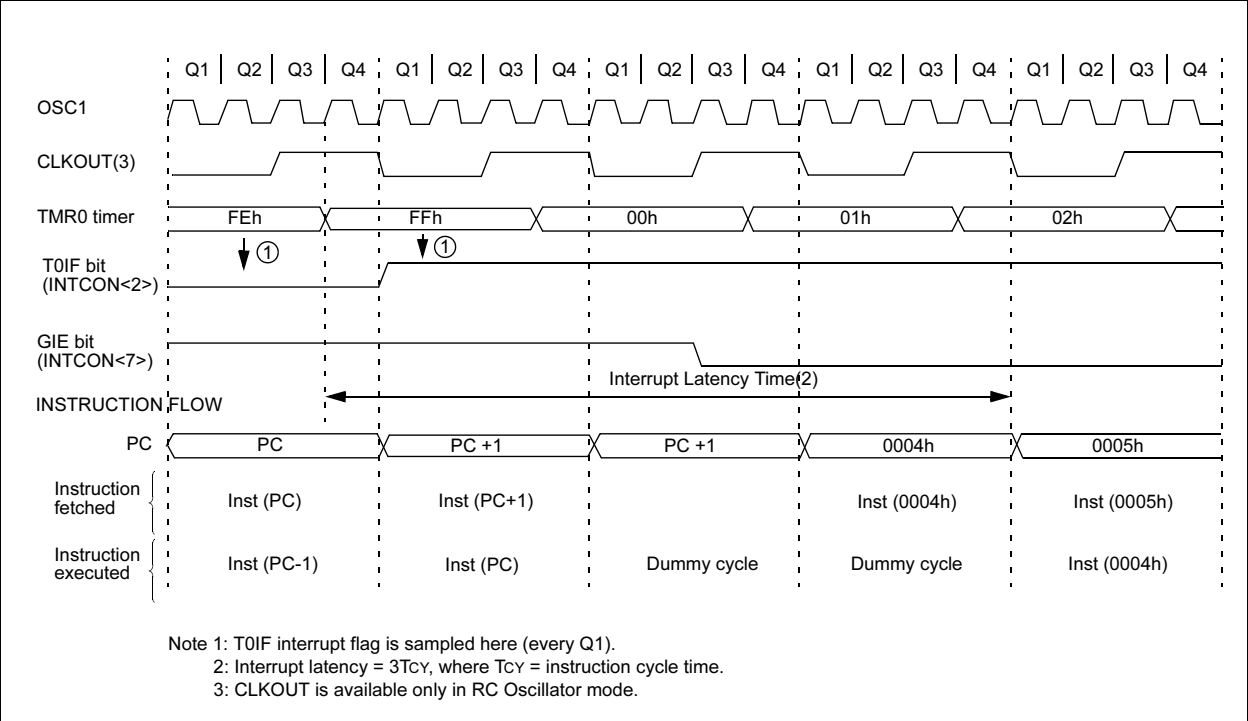 Q1 Q2 Q3 Q4 Q1 Q2 Q3 Q4 Q1 Q2 Q3 Q4 Q1 Q2 Q3 Q4 Q1 Q2 Q3 Q4
OSC1
CLKOUT(3)
TMR0 timer FEh FFh 00h 01h 02h
1 1
T0IF bit
(INTCON<2>)
GIE bit
(INTCON<7>)
Interrupt Latency Time(2)
INSTRUCTION FLOW
PC PC PC +1 PC +1 0004h 0005h
Instruction
fetched Inst (PC) Inst (PC+1) Inst (0004h) Inst (0005h)
Instruction
executed Inst (PC-1) Inst (PC) Dummy cycle Dummy cycle Inst (0004h)
Note 1: T0IF interrupt flag is sampled here (every Q1).
2: Interrupt latency = 3TCY, where TCY = instruction cycle time.
3: CLKOUT is available only in RC Oscillator mode.